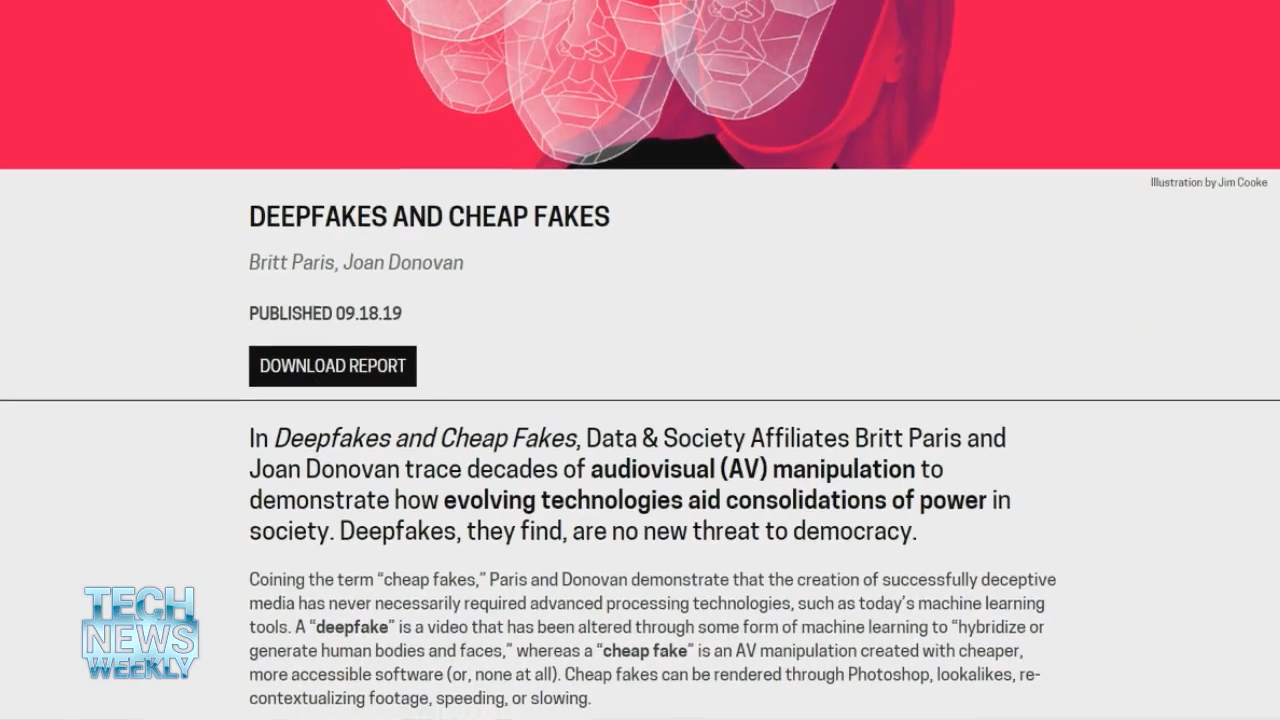 Illustration by Jim Cooke
DEEPFAKES AND CHEAP FAKES
Britt Paris, Joan Donovan
PUBLISHED 09.18.19
DOWNLOAD REPORT
In Deepfakes and Cheap Fakes, Data & Society Affiliates Britt Paris and
Joan Donovan trace decades of audiovisual (AV) manipulation to
demonstrate how evolving technologies aid consolidations of power in
society. Deepfakes, they find, are no new threat to democracy.
Coining the term “cheap fakes,” Paris and Donovan demonstrate that the creation of successfully deceptive
media has never necessarily required advanced processing technologies, such as today’s machine learning
tools. A “deepfake” is a video that has been altered through some form of machine learning to “hybridize or
generate human bodies and faces,” whereas a “cheap fake” is an AV manipulation created with cheaper,
more accessible software (or, none at all). Cheap fakes can be rendered through Photoshop, lookalikes, re-
contextualizing footage, speeding, or slowing.
TECH
NEWS
WEEKLY